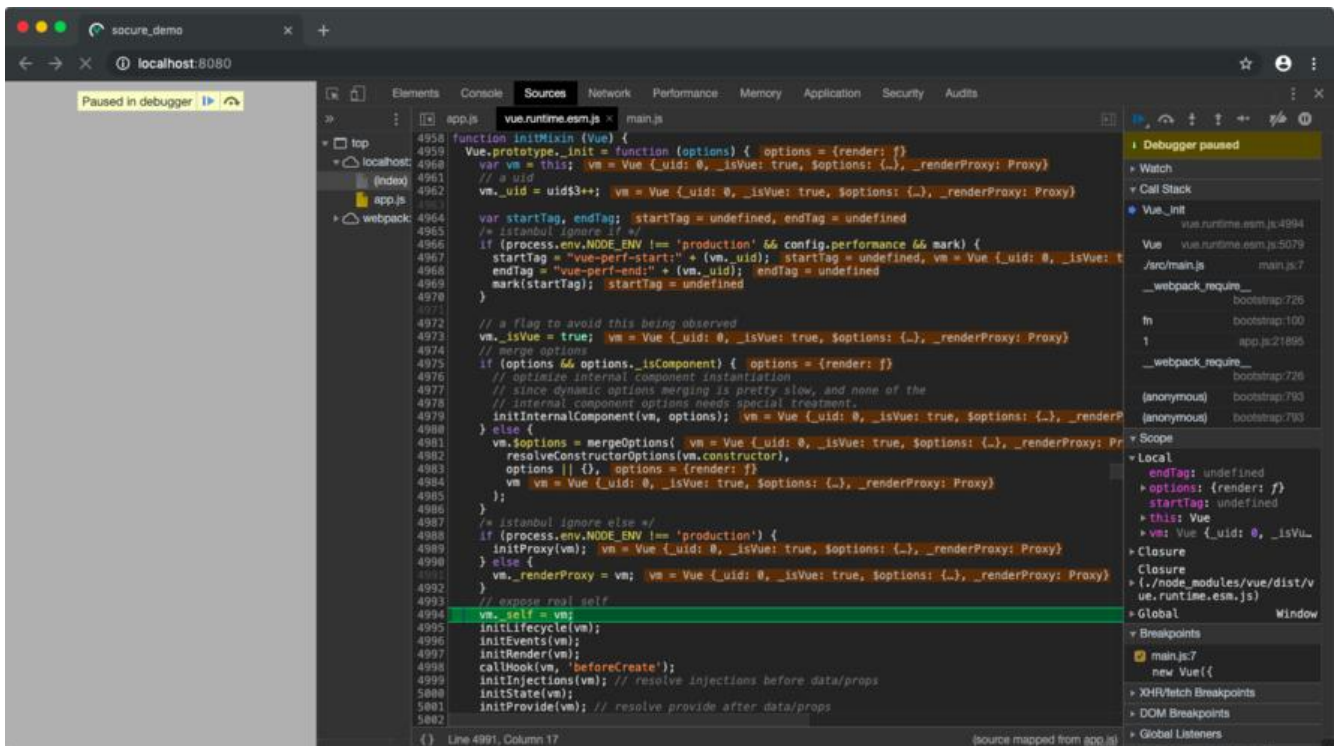 socure_demo
localhost:8080
Paused in debugger
Elements Console Sources Network Performance Memory Application Security Audits
app.js vue.runtime.esm.js × main.js
top
localhost:
(index)
app.js
webpack:
4958 function initMixin (Vue) {
4959 Vue.prototype._init = function (options) { options = {render: ƒ}
4960 var vm = this; vm = Vue {_uid: 0, _isVue: true, $options: {…}, _renderProxy: Proxy}
4961 // a uid
4962 vm._uid = uid$3++; vm = Vue {_uid: 0, _isVue: true, $options: {…}, _renderProxy: Proxy}
4963
4964 var startTag, endTag; startTag = undefined, endTag = undefined
4965 /* istanbul ignore if */
4966 if (process.env.NODE_ENV !== 'production' && config.performance && mark) {
4967 startTag = "vue-perf-start:" + (vm._uid); startTag = undefined, vm = Vue {_uid: 0, _isVue: t
4968 endTag = "vue-perf-end:" + (vm._uid); endTag = undefined
4969 mark(startTag); startTag = undefined
4970 }
4971
4972 // a flag to avoid this being observed
4973 vm._isVue = true; vm = Vue {_uid: 0, _isVue: true, $options: {…}, _renderProxy: Proxy}
4974 // merge options
4975 if (options && options._isComponent) { options = {render: ƒ}
4976 // optimize internal component instantiation
4977 // since dynamic options merging is pretty slow, and none of the
4978 // internal component options needs special treatment.
4979 initInternalComponent(vm, options); vm = Vue {_uid: 0, _isVue: true, $options: {…}, _renderP
4980 } else {
4981 vm.$options = mergeOptions( vm = Vue {_uid: 0, _isVue: true, $options: {…}, _renderProxy: Pr
4982 resolveConstructorOptions(vm.constructor),
4983 options || {}, options = {render: ƒ}
4984 vm vm = Vue {_uid: 0, _isVue: true, $options: {…}, _renderProxy: Proxy}
4985 );
4986 }
4987 /* istanbul ignore else */
4988 if (process.env.NODE_ENV !== 'production') {
4989 initProxy(vm); vm = Vue {_uid: 0, _isVue: true, $options: {…}, _renderProxy: Proxy}
4990 } else {
4991 vm._renderProxy = vm; vm = Vue {_uid: 0, _isVue: true, $options: {…}, _renderProxy: Proxy}
4992 }
4993 // expose real self
4994 vm._self = vm;
4995 initLifecycle(vm);
4996 initEvents(vm);
4997 initRender(vm);
4998 callHook(vm, 'beforeCreate');
4999 initInjections(vm); // resolve injections before data/props
5000 initState(vm);
5001 initProvide(vm); // resolve provide after data/props
5002
{} Line 4991, Column 17 (source mapped from app.js)
Debugger paused
Watch
Call Stack
Vue._init
vue.runtime.esm.js:4994
Vue vue.runtime.esm.js:5079
./src/main.js main.js:7
__webpack_require__
bootstrap:726
fn bootstrap:100
1 app.js:21895
__webpack_require__
bootstrap:726
(anonymous) bootstrap:793
(anonymous) bootstrap:793
Scope
Local
endTag: undefined
options: {render: ƒ}
startTag: undefined
this: Vue
vm: Vue {_uid: 0, _isVu…
Closure
Closure
(./node_modules/vue/dist/v
ue.runtime.esm.js)
Global Window
Breakpoints
main.js:7
new Vue({
XHR/fetch Breakpoints
DOM Breakpoints
Global Listeners